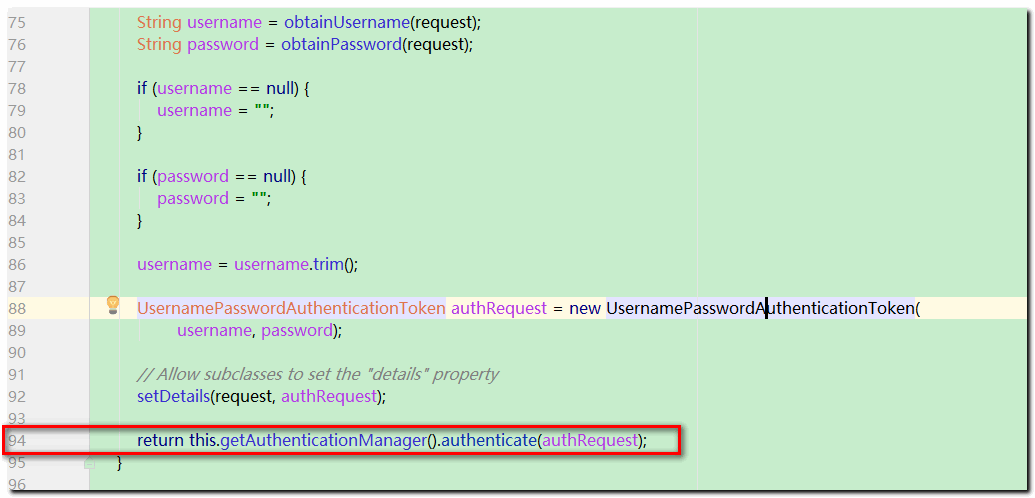 75 String username = obtainUsername(request);
76 String password = obtainPassword(request);
77
78 if (username == null) {
79 username = "";
80 }
81
82 if (password == null) {
83 password = "";
84 }
85
86 username = username.trim();
87
88 UsernamePasswordAuthenticationToken authRequest = new UsernamePasswordAuthenticationToken(
89 username, password);
90
91 // Allow subclasses to set the "details" property
92 setDetails(request, authRequest);
93
94 return this.getAuthenticationManager().authenticate(authRequest);
95 }
96